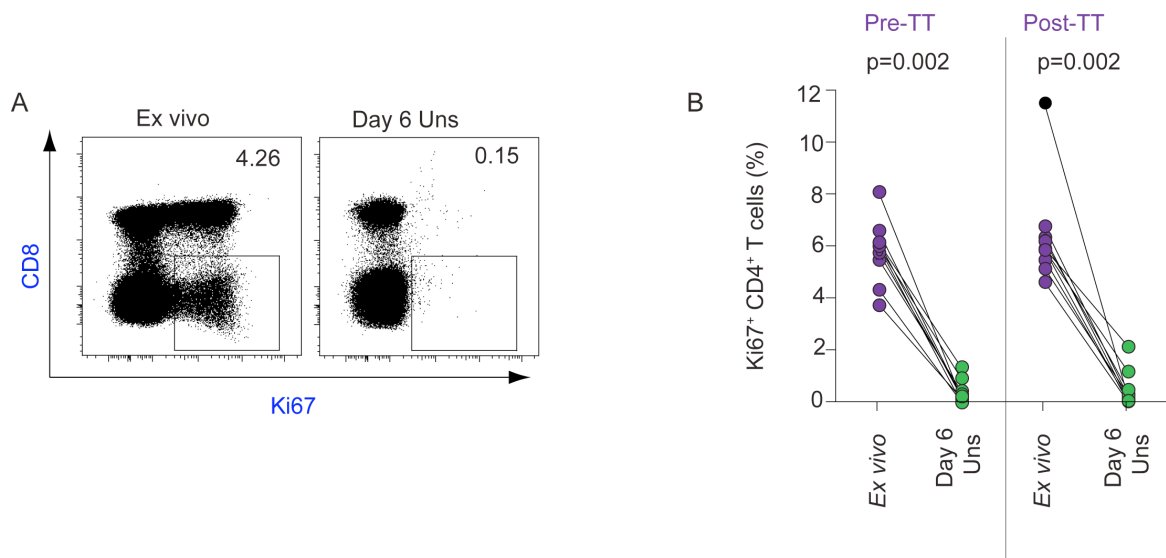 A
Ex vivo
Day 6 Uns
4.26
0.15
CD8
Ki67
B
Pre-TT
Post-TT
p=0.002
p=0.002
Ki67⁺ CD4⁺ T cells (%)
12
10
8
6
4
2
0
Ex vivo
Day 6
Uns
Ex vivo
Day 6
Uns